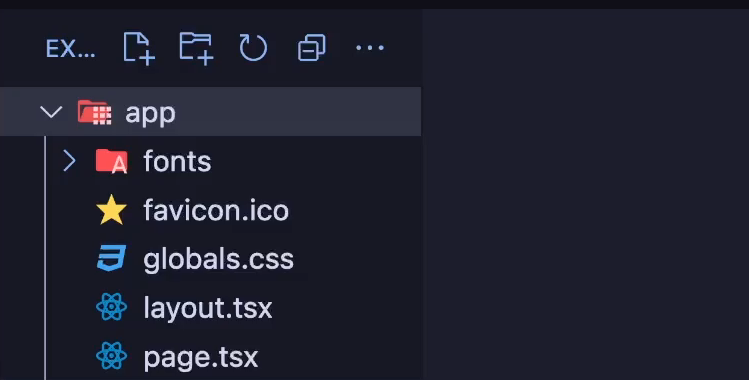 EX...
app
fonts
favicon.ico
globals.css
layout.tsx
page.tsx